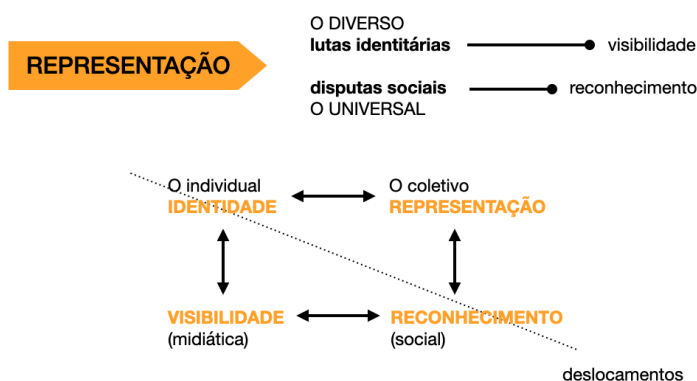 REPRESENTAÇÃO
O DIVERSO
lutas identitárias
visibilidade
disputas sociais
reconhecimento
O UNIVERSAL
O individual
IDENTIDADE
O coletivo
REPRESENTAÇÃO
VISIBILIDADE
(midiática)
RECONHECIMENTO
(social)
deslocamentos